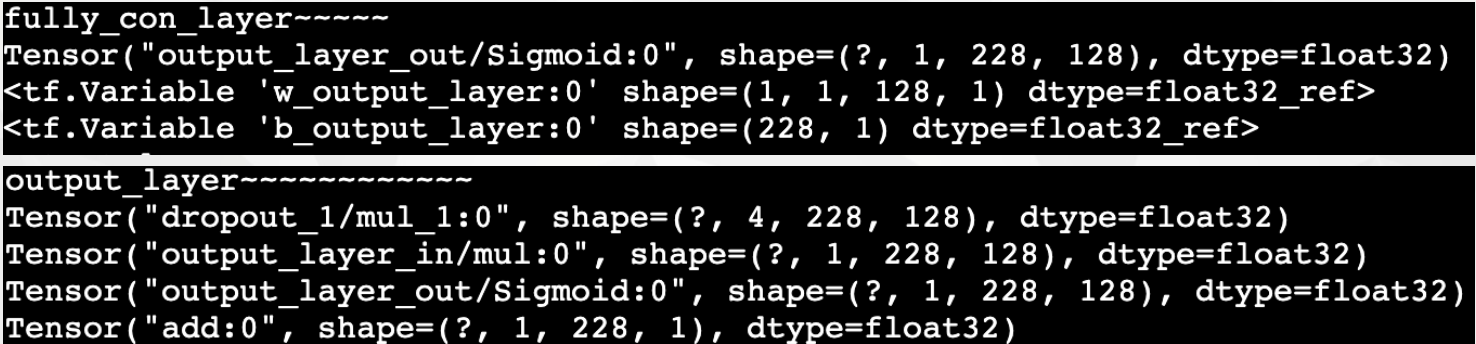 fully_con_layer~~~~~
Tensor("output_layer_out/Sigmoid:0", shape=(?, 1, 228, 128), dtype=float32)
<tf.Variable 'w_output_layer:0' shape=(1, 1, 128, 1) dtype=float32_ref>
<tf.Variable 'b_output_layer:0' shape=(228, 1) dtype=float32_ref>
output_layer~~~~~~~~~~~~
Tensor("dropout_1/mul_1:0", shape=(?, 4, 228, 128), dtype=float32)
Tensor("output_layer_in/mul:0", shape=(?, 1, 228, 128), dtype=float32)
Tensor("output_layer_out/Sigmoid:0", shape=(?, 1, 228, 128), dtype=float32)
Tensor("add:0", shape=(?, 1, 228, 1), dtype=float32)